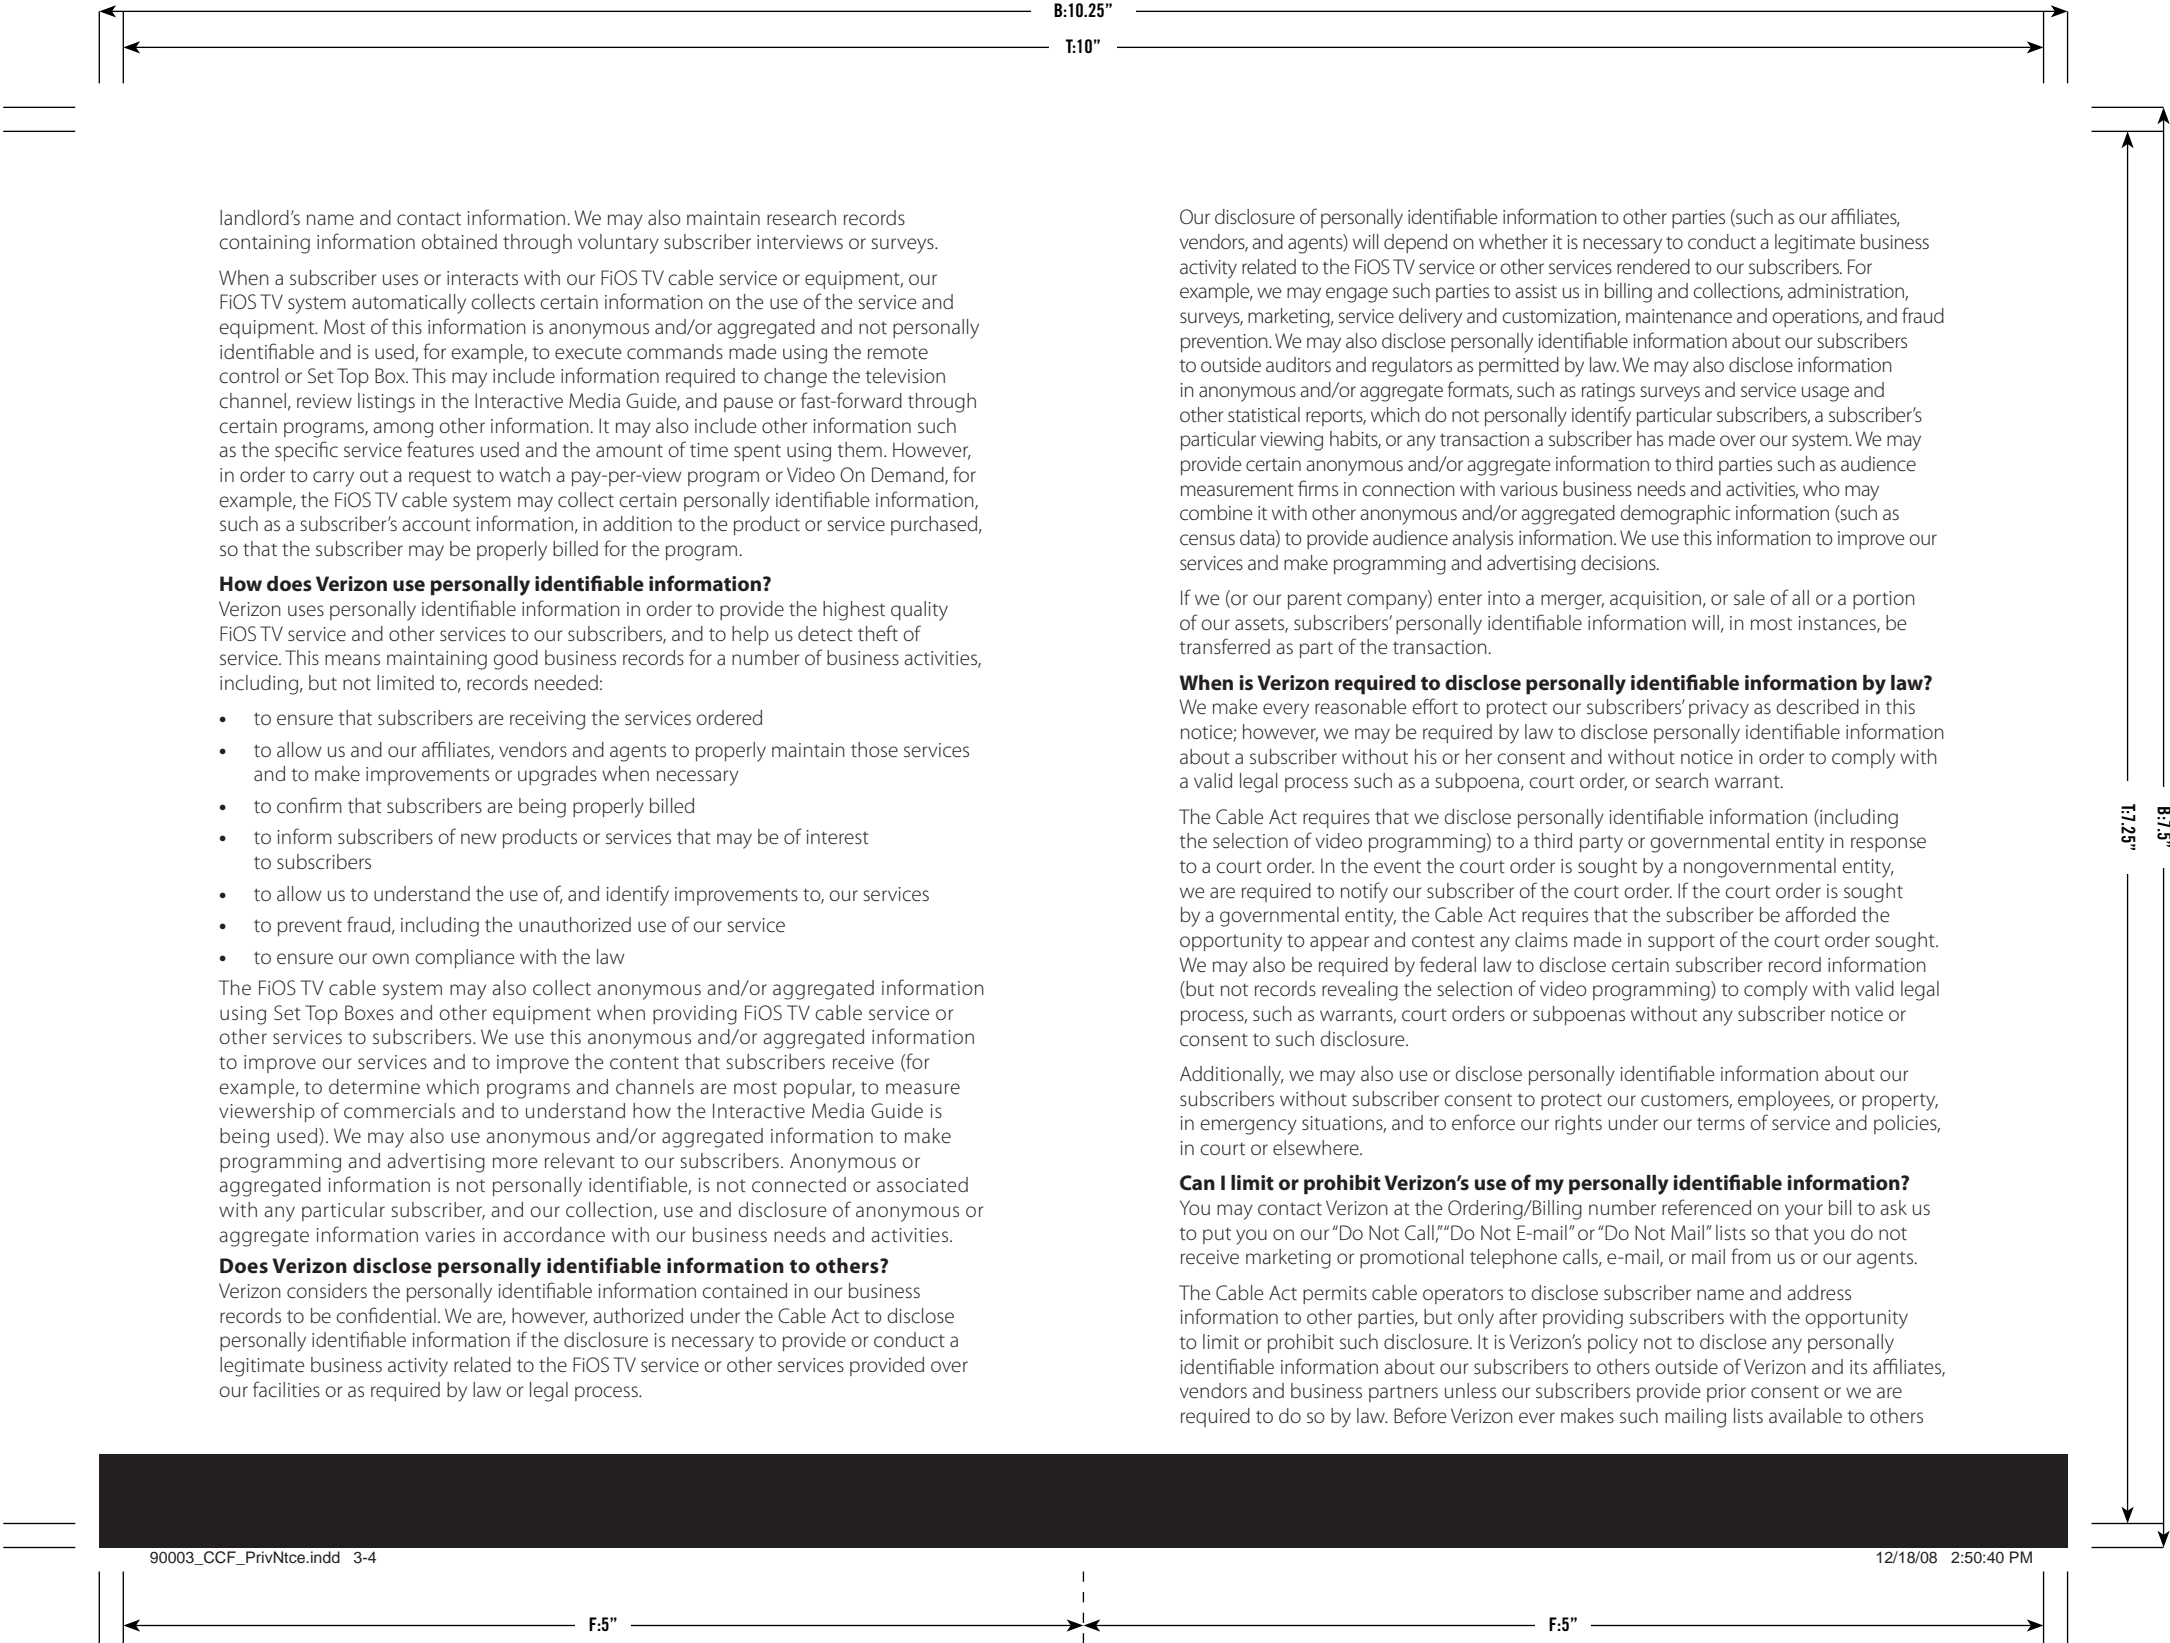 B:10.25”
T:10”
landlord’s name and contact information. We may also maintain research records
containing information obtained through voluntary subscriber interviews or surveys.
When a subscriber uses or interacts with our FiOS TV cable service or equipment, our
FiOS TV system automatically collects certain information on the use of the service and
equipment. Most of this information is anonymous and/or aggregated and not personally
identifiable and is used, for example, to execute commands made using the remote
control or Set Top Box. This may include information required to change the television
channel, review listings in the Interactive Media Guide, and pause or fast-forward through
certain programs, among other information. It may also include other information such
as the specific service features used and the amount of time spent using them. However,
in order to carry out a request to watch a pay-per-view program or Video On Demand, for
example, the FiOS TV cable system may collect certain personally identifiable information,
such as a subscriber’s account information, in addition to the product or service purchased,
so that the subscriber may be properly billed for the program.
How does Verizon use personally identifiable information?
Verizon uses personally identifiable information in order to provide the highest quality
FiOS TV service and other services to our subscribers, and to help us detect theft of
service. This means maintaining good business records for a number of business activities,
including, but not limited to, records needed:
• to ensure that subscribers are receiving the services ordered
• to allow us and our affiliates, vendors and agents to properly maintain those services
and to make improvements or upgrades when necessary
• to confirm that subscribers are being properly billed
• to inform subscribers of new products or services that may be of interest
to subscribers
• to allow us to understand the use of, and identify improvements to, our services
• to prevent fraud, including the unauthorized use of our service
• to ensure our own compliance with the law
The FiOS TV cable system may also collect anonymous and/or aggregated information
using Set Top Boxes and other equipment when providing FiOS TV cable service or
other services to subscribers. We use this anonymous and/or aggregated information
to improve our services and to improve the content that subscribers receive (for
example, to determine which programs and channels are most popular, to measure
viewership of commercials and to understand how the Interactive Media Guide is
being used). We may also use anonymous and/or aggregated information to make
programming and advertising more relevant to our subscribers. Anonymous or
aggregated information is not personally identifiable, is not connected or associated
with any particular subscriber, and our collection, use and disclosure of anonymous or
aggregate information varies in accordance with our business needs and activities.
Does Verizon disclose personally identifiable information to others?
Verizon considers the personally identifiable information contained in our business
records to be confidential. We are, however, authorized under the Cable Act to disclose
personally identifiable information if the disclosure is necessary to provide or conduct a
legitimate business activity related to the FiOS TV service or other services provided over
our facilities or as required by law or legal process.
Our disclosure of personally identifiable information to other parties (such as our affiliates,
vendors, and agents) will depend on whether it is necessary to conduct a legitimate business
activity related to the FiOS TV service or other services rendered to our subscribers. For
example, we may engage such parties to assist us in billing and collections, administration,
surveys, marketing, service delivery and customization, maintenance and operations, and fraud
prevention. We may also disclose personally identifiable information about our subscribers
to outside auditors and regulators as permitted by law. We may also disclose information
in anonymous and/or aggregate formats, such as ratings surveys and service usage and
other statistical reports, which do not personally identify particular subscribers, a subscriber’s
particular viewing habits, or any transaction a subscriber has made over our system. We may
provide certain anonymous and/or aggregate information to third parties such as audience
measurement firms in connection with various business needs and activities, who may
combine it with other anonymous and/or aggregated demographic information (such as
census data) to provide audience analysis information. We use this information to improve our
services and make programming and advertising decisions.
If we (or our parent company) enter into a merger, acquisition, or sale of all or a portion
of our assets, subscribers’ personally identifiable information will, in most instances, be
transferred as part of the transaction.
When is Verizon required to disclose personally identifiable information by law?
We make every reasonable effort to protect our subscribers’ privacy as described in this
notice; however, we may be required by law to disclose personally identifiable information
about a subscriber without his or her consent and without notice in order to comply with
a valid legal process such as a subpoena, court order, or search warrant.
The Cable Act requires that we disclose personally identifiable information (including
the selection of video programming) to a third party or governmental entity in response
to a court order. In the event the court order is sought by a nongovernmental entity,
we are required to notify our subscriber of the court order. If the court order is sought
by a governmental entity, the Cable Act requires that the subscriber be afforded the
opportunity to appear and contest any claims made in support of the court order sought.
We may also be required by federal law to disclose certain subscriber record information
(but not records revealing the selection of video programming) to comply with valid legal
process, such as warrants, court orders or subpoenas without any subscriber notice or
consent to such disclosure.
Additionally, we may also use or disclose personally identifiable information about our
subscribers without subscriber consent to protect our customers, employees, or property,
in emergency situations, and to enforce our rights under our terms of service and policies,
in court or elsewhere.
Can I limit or prohibit Verizon’s use of my personally identifiable information?
You may contact Verizon at the Ordering/Billing number referenced on your bill to ask us
to put you on our “Do Not Call,” “Do Not E-mail” or “Do Not Mail” lists so that you do not
receive marketing or promotional telephone calls, e-mail, or mail from us or our agents.
The Cable Act permits cable operators to disclose subscriber name and address
information to other parties, but only after providing subscribers with the opportunity
to limit or prohibit such disclosure. It is Verizon’s policy not to disclose any personally
identifiable information about our subscribers to others outside of Verizon and its affiliates,
vendors and business partners unless our subscribers provide prior consent or we are
required to do so by law. Before Verizon ever makes such mailing lists available to others
T:7.25”
B:7.5”
90003_CCF_PrivNtce.indd 3-4
12/18/08 2:50:40 PM
F:5”
F:5”